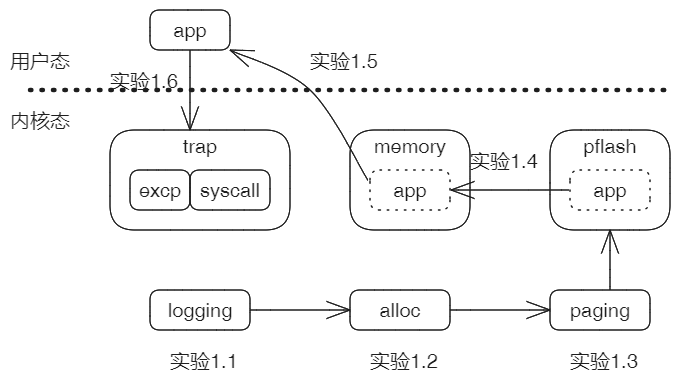 app
用户态
实验1.5
实验1.6
内核态
trap
memory
pflash
实验1.4
excp
syscall
app
app
logging
alloc
paging
实验1.1
实验1.2
实验1.3